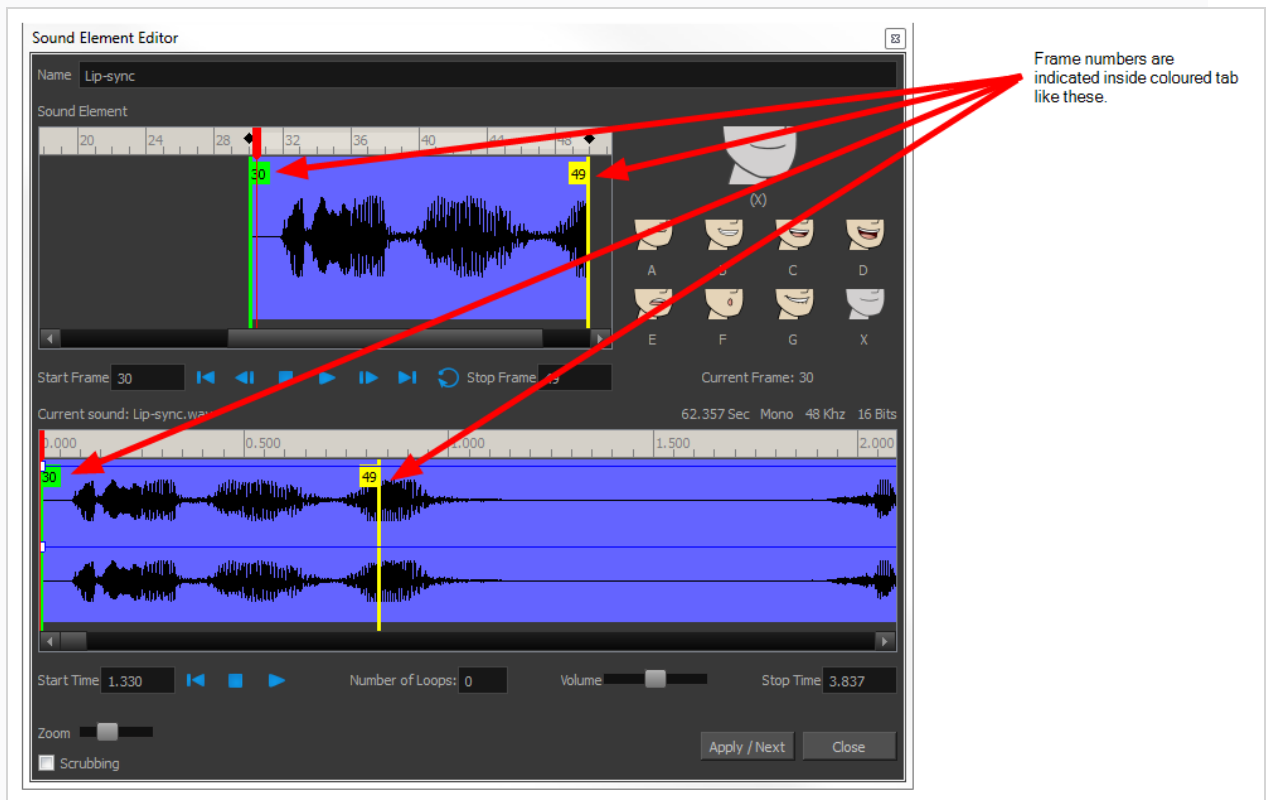 Sound Element Editor
Frame numbers are
indicated inside coloured tab
like these.
Name Lip-sync
Sound Element
20 24 28 32 36 40 44 48
30 49
(X)
A B C D
E F G X
Start Frame 30 Stop Frame 49 Current Frame: 30
Current sound: Lip-sync.wav 62.357 Sec Mono 48 Khz 16 Bits
0.000 0.500 1.000 1.500 2.000
30 49
Start Time 1.330 Number of Loops: 0 Volume Stop Time 3.837
Zoom
Apply / Next Close
Scrubbing